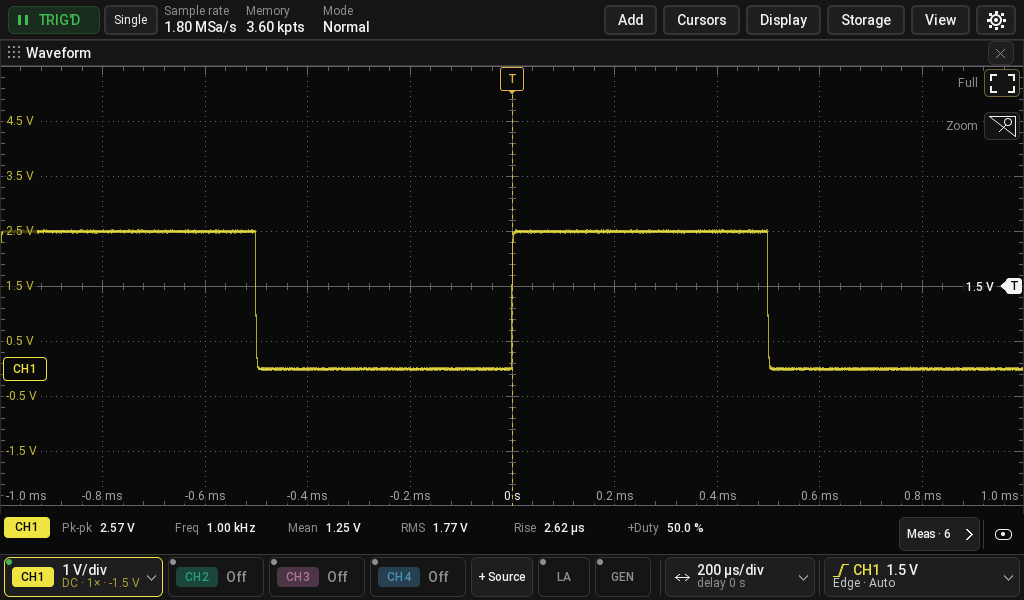 TRIG'D Single Sample rate 1.80 MSa/s Memory 3.60 kpts Mode Normal Add Cursors Display Storage View
Waveform
T
Full
Zoom
4.5 V
3.5 V
2.5 V
1.5 V
1.5 V T
0.5 V
CH1
-0.5 V
-1.5 V
-1.0 ms -0.8 ms -0.6 ms -0.4 ms -0.2 ms 0 s 0.2 ms 0.4 ms 0.6 ms 0.8 ms 1.0 ms
CH1 Pk-pk 2.57 V Freq 1.00 kHz Mean 1.25 V RMS 1.77 V Rise 2.62 µs +Duty 50.0 % Meas · 6
CH1 1 V/div
DC · 1× · -1.5 V
CH2 Off CH3 Off CH4 Off + Source LA GEN
200 µs/div
delay 0 s
CH1 1.5 V
Edge · Auto